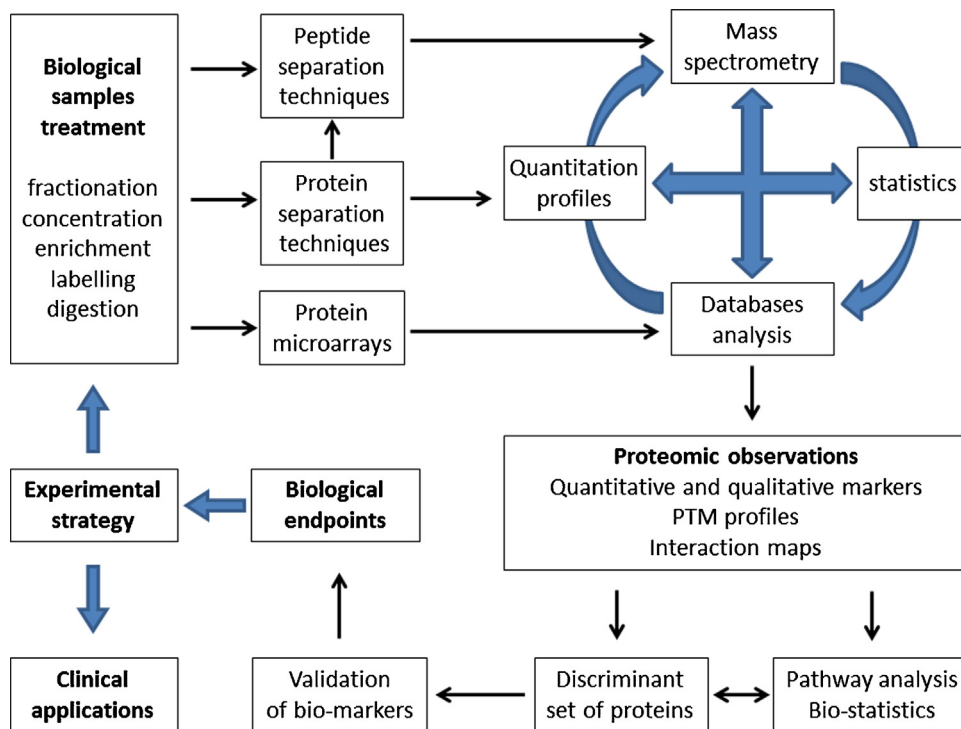 Biological
samples
treatment
fractionation
concentration
enrichment
labelling
digestion
Peptide
separation
techniques
Protein
separation
techniques
Protein
microarrays
Mass
spectrometry
Quantitation
profiles
statistics
Databases
analysis
Proteomic observations
Quantitative and qualitative markers
PTM profiles
Interaction maps
Experimental
strategy
Biological
endpoints
Clinical
applications
Validation
of bio-markers
Discriminant
set of proteins
Pathway analysis
Bio-statistics